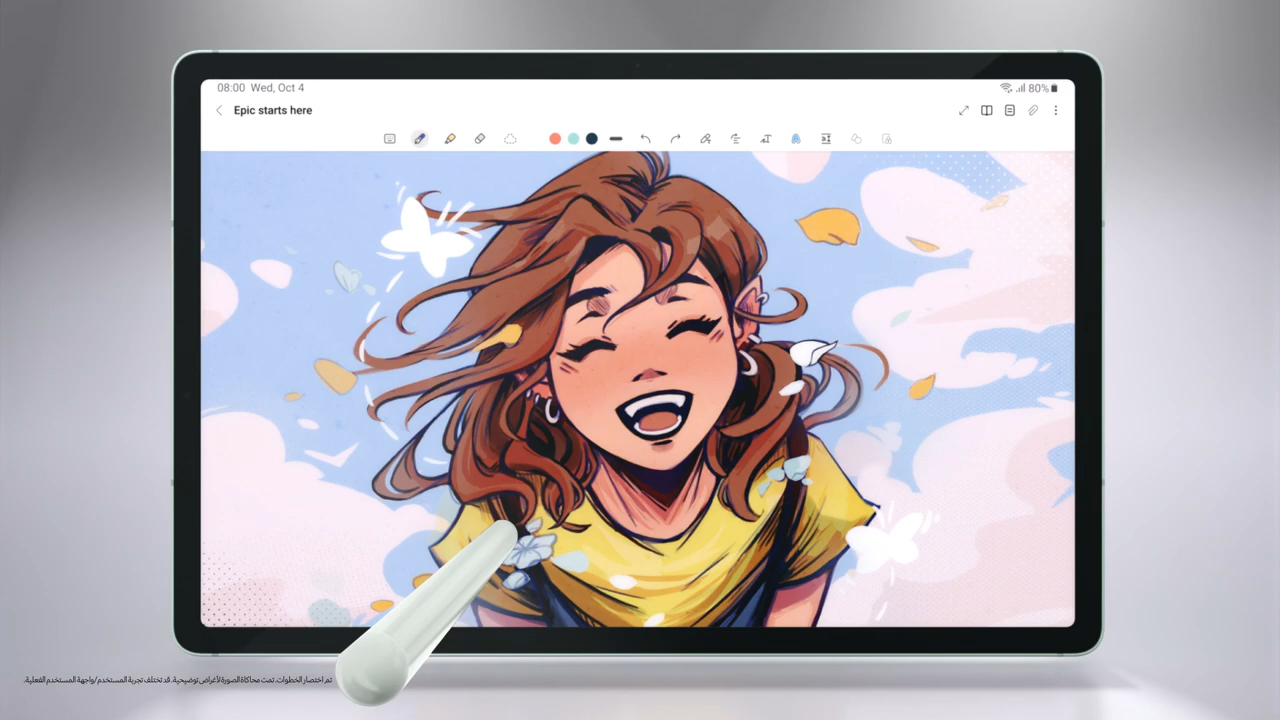 08:00 Wed, Oct 4
80%
Epic starts here
تم اختصار الخطوات. تمت محاكاة الصورة لأغراض توضيحية. قد تختلف تجربة المستخدم/واجهة المستخدم الفعلية.